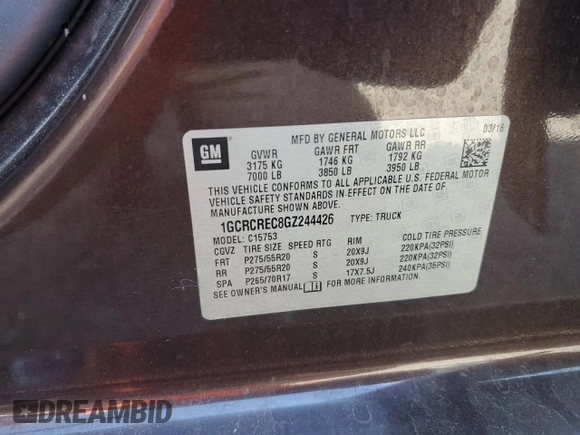 GM
MFD BY GENERAL MOTORS LLC
03/16
GVWR GAWR FRT GAWR RR
3175 KG 1746 KG 1792 KG
7000 LB 3850 LB 3950 LB
THIS VEHICLE CONFORMS TO ALL APPLICABLE U.S. FEDERAL MOTOR
VEHICLE SAFETY STANDARDS IN EFFECT ON THE DATE OF
MANUFACTURE SHOWN ABOVE.
1GCRCREC8GZ244426 TYPE: TRUCK
MODEL: C15753
CGVZ TIRE SIZE SPEED RTG RIM COLD TIRE PRESSURE
FRT P275/55R20 S 20X9J 220KPA(32PSI)
RR P275/55R20 S 20X9J 220KPA(32PSI)
SPA P265/70R17 S 17X7.5J 240KPA(35PSI)
SEE OWNER'S MANUAL FOR MORE INFORMATION.
DREAMBID